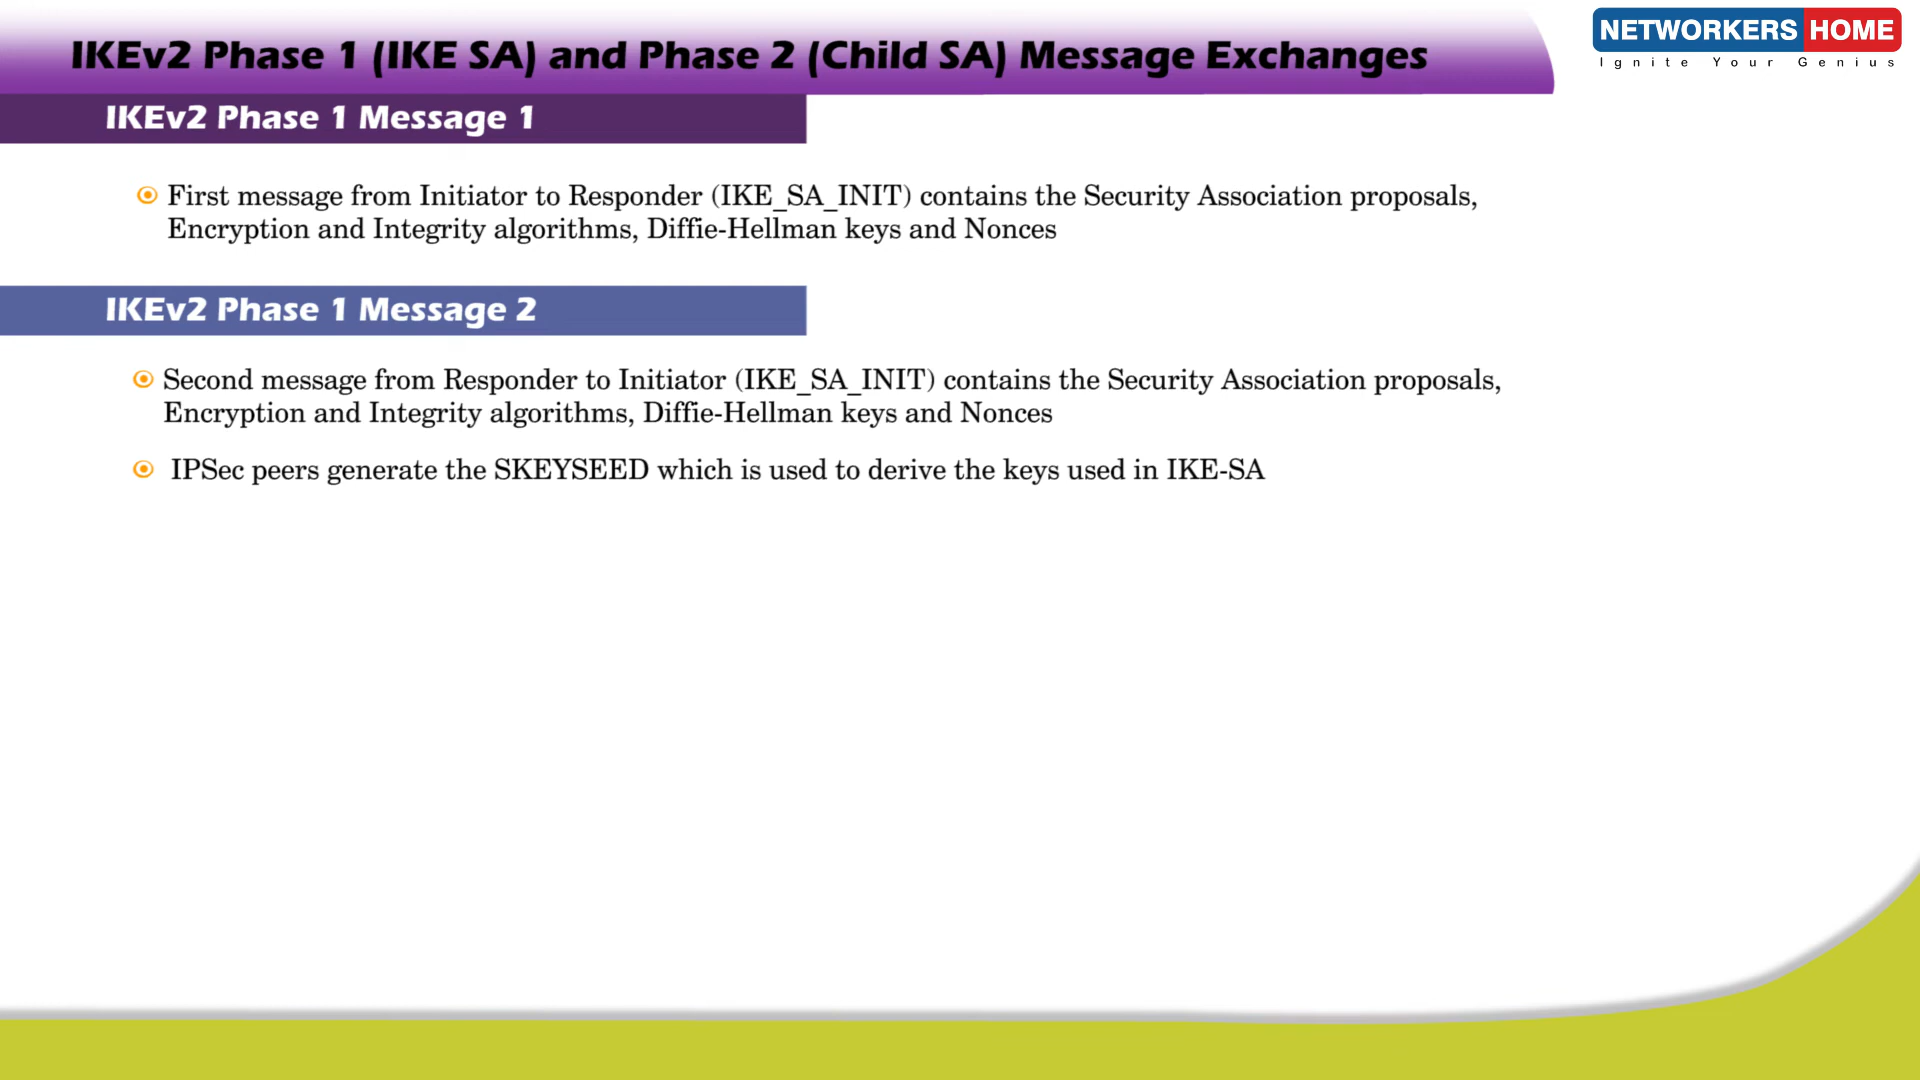 IKEv2 Phase 1 (IKE SA) and Phase 2 (Child SA) Message Exchanges
NETWORKERS HOME
Ignite Your Genius
IKEv2 Phase 1 Message 1
First message from Initiator to Responder (IKE_SA_INIT) contains the Security Association proposals,
Encryption and Integrity algorithms, Diffie-Hellman keys and Nonces
IKEv2 Phase 1 Message 2
Second message from Responder to Initiator (IKE_SA_INIT) contains the Security Association proposals,
Encryption and Integrity algorithms, Diffie-Hellman keys and Nonces
IPSec peers generate the SKEYSEED which is used to derive the keys used in IKE-SA